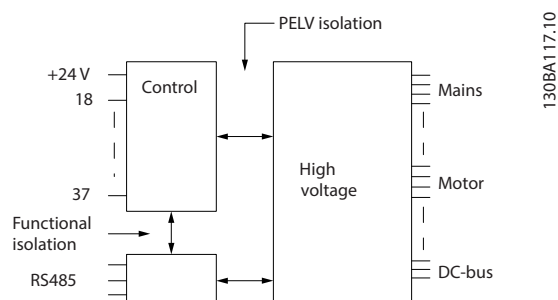 PELV isolation
+24 V
Control
18
37
High
voltage
Mains
Motor
DC-bus
Functional
isolation
RS485
130BA117.10